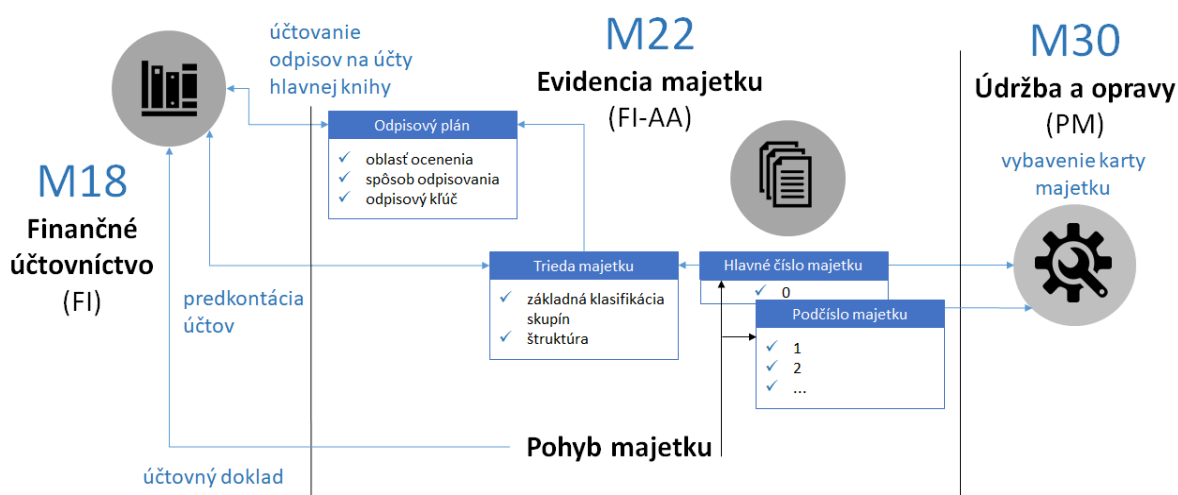 M18
Finančné
účtovníctvo
(FI)
účtovanie
odpisov na účty
hlavnej knihy
predkontácia
účtov
účtovný doklad
M22
Evidencia majetku
(FI-AA)
Odpisový plán
✓ oblasť ocenenia
✓ spôsob odpisovania
✓ odpisový kľúč
Trieda majetku
✓ základná klasifikácia
skupín
✓ štruktúra
Hlavné číslo majetku
✓ 0
Podčíslo majetku
✓ 1
✓ 2
✓ ...
Pohyb majetku
M30
Údržba a opravy
(PM)
vybavenie karty
majetku